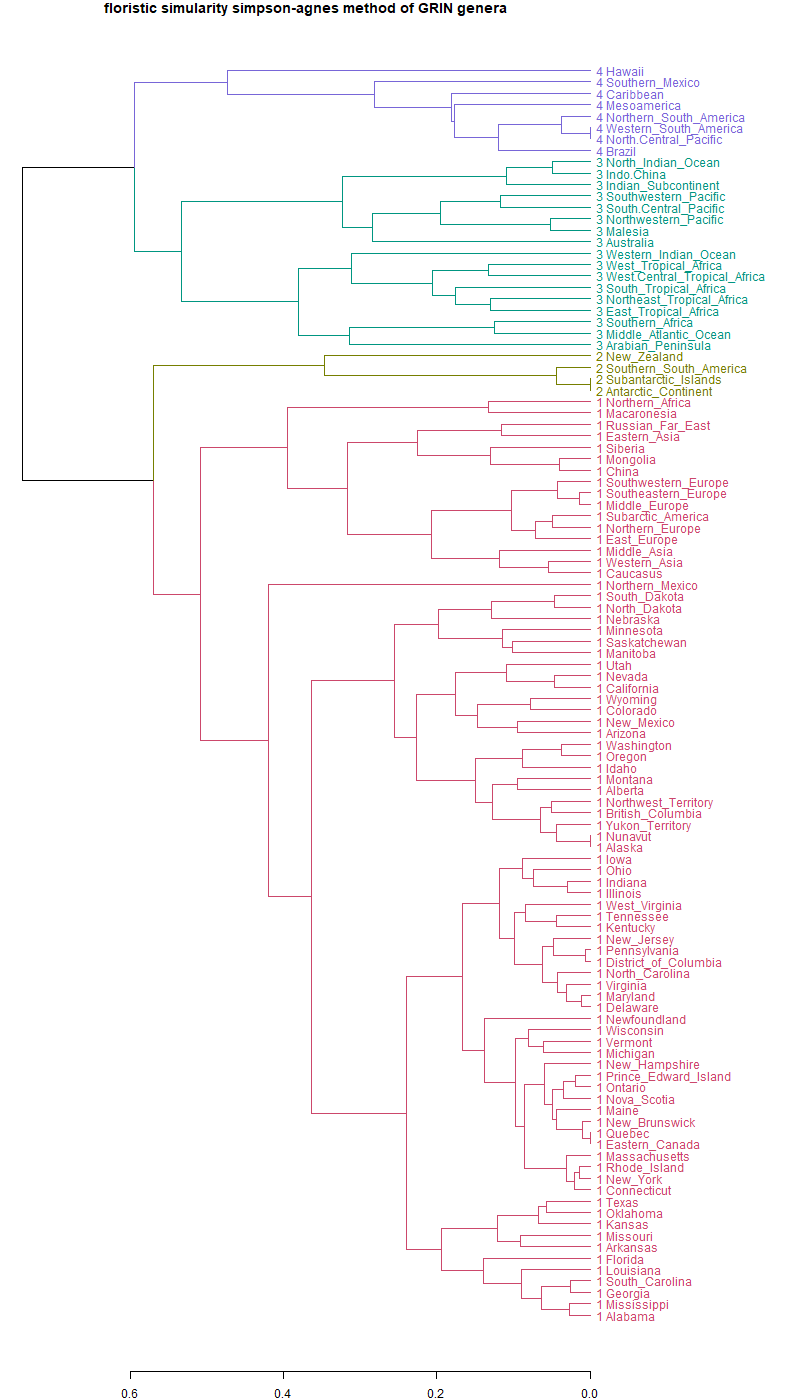 floristic simularity simpson-agnes method of GRIN genera
4 Hawaii
4 Southern_Mexico
4 Caribbean
4 Mesoamerica
4 Northern_South_America
4 Western_South_America
4 North.Central_Pacific
4 Brazil
3 North_Indian_Ocean
3 Indo.China
3 Indian_Subcontinent
3 Southwestern_Pacific
3 South.Central_Pacific
3 Northwestern_Pacific
3 Malesia
3 Australia
3 Western_Indian_Ocean
3 West_Tropical_Africa
3 West.Central_Tropical_Africa
3 South_Tropical_Africa
3 Northeast_Tropical_Africa
3 East_Tropical_Africa
3 Southern_Africa
3 Middle_Atlantic_Ocean
3 Arabian_Peninsula
2 New_Zealand
2 Southern_South_America
2 Subantarctic_Islands
2 Antarctic_Continent
1 Northern_Africa
1 Macaronesia
1 Russian_Far_East
1 Eastern_Asia
1 Siberia
1 Mongolia
1 China
1 Southwestern_Europe
1 Southeastern_Europe
1 Middle_Europe
1 Subarctic_America
1 Northern_Europe
1 East_Europe
1 Middle_Asia
1 Western_Asia
1 Caucasus
1 Northern_Mexico
1 South_Dakota
1 North_Dakota
1 Nebraska
1 Minnesota
1 Saskatchewan
1 Manitoba
1 Utah
1 Nevada
1 California
1 Wyoming
1 Colorado
1 New_Mexico
1 Arizona
1 Washington
1 Oregon
1 Idaho
1 Montana
1 Alberta
1 Northwest_Territory
1 British_Columbia
1 Yukon_Territory
1 Nunavut
1 Alaska
1 Iowa
1 Ohio
1 Indiana
1 Illinois
1 West_Virginia
1 Tennessee
1 Kentucky
1 New_Jersey
1 Pennsylvania
1 District_of_Columbia
1 North_Carolina
1 Virginia
1 Maryland
1 Delaware
1 Newfoundland
1 Wisconsin
1 Vermont
1 Michigan
1 New_Hampshire
1 Prince_Edward_Island
1 Ontario
1 Nova_Scotia
1 Maine
1 New_Brunswick
1 Quebec
1 Eastern_Canada
1 Massachusetts
1 Rhode_Island
1 New_York
1 Connecticut
1 Texas
1 Oklahoma
1 Kansas
1 Missouri
1 Arkansas
1 Florida
1 Louisiana
1 South_Carolina
1 Georgia
1 Mississippi
1 Alabama
0.6 0.4 0.2 0.0